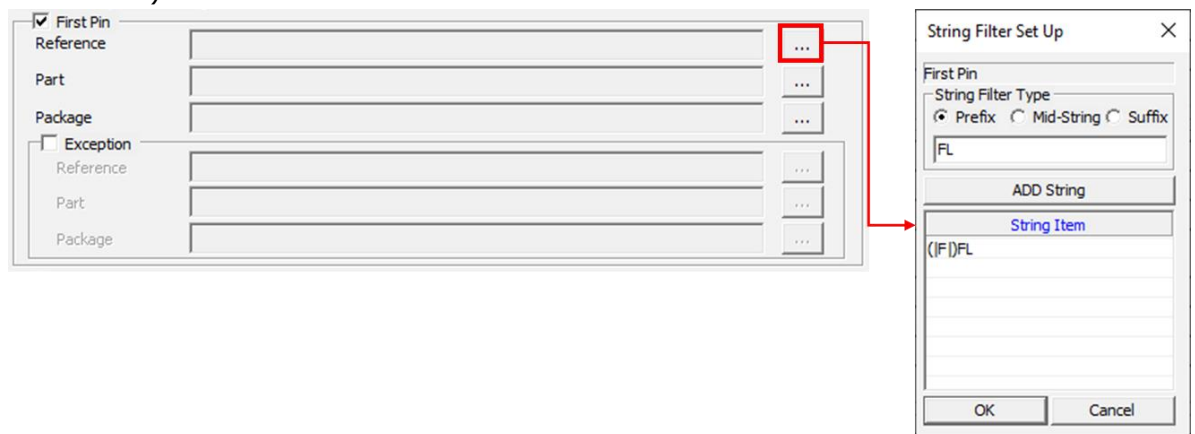 )
First Pin
Reference
...
Part
...
Package
...
Exception
Reference
...
Part
...
Package
...
String Filter Set Up
First Pin
String Filter Type
Prefix Mid-String Suffix
FL
ADD String
String Item
(|F|)FL
OK Cancel